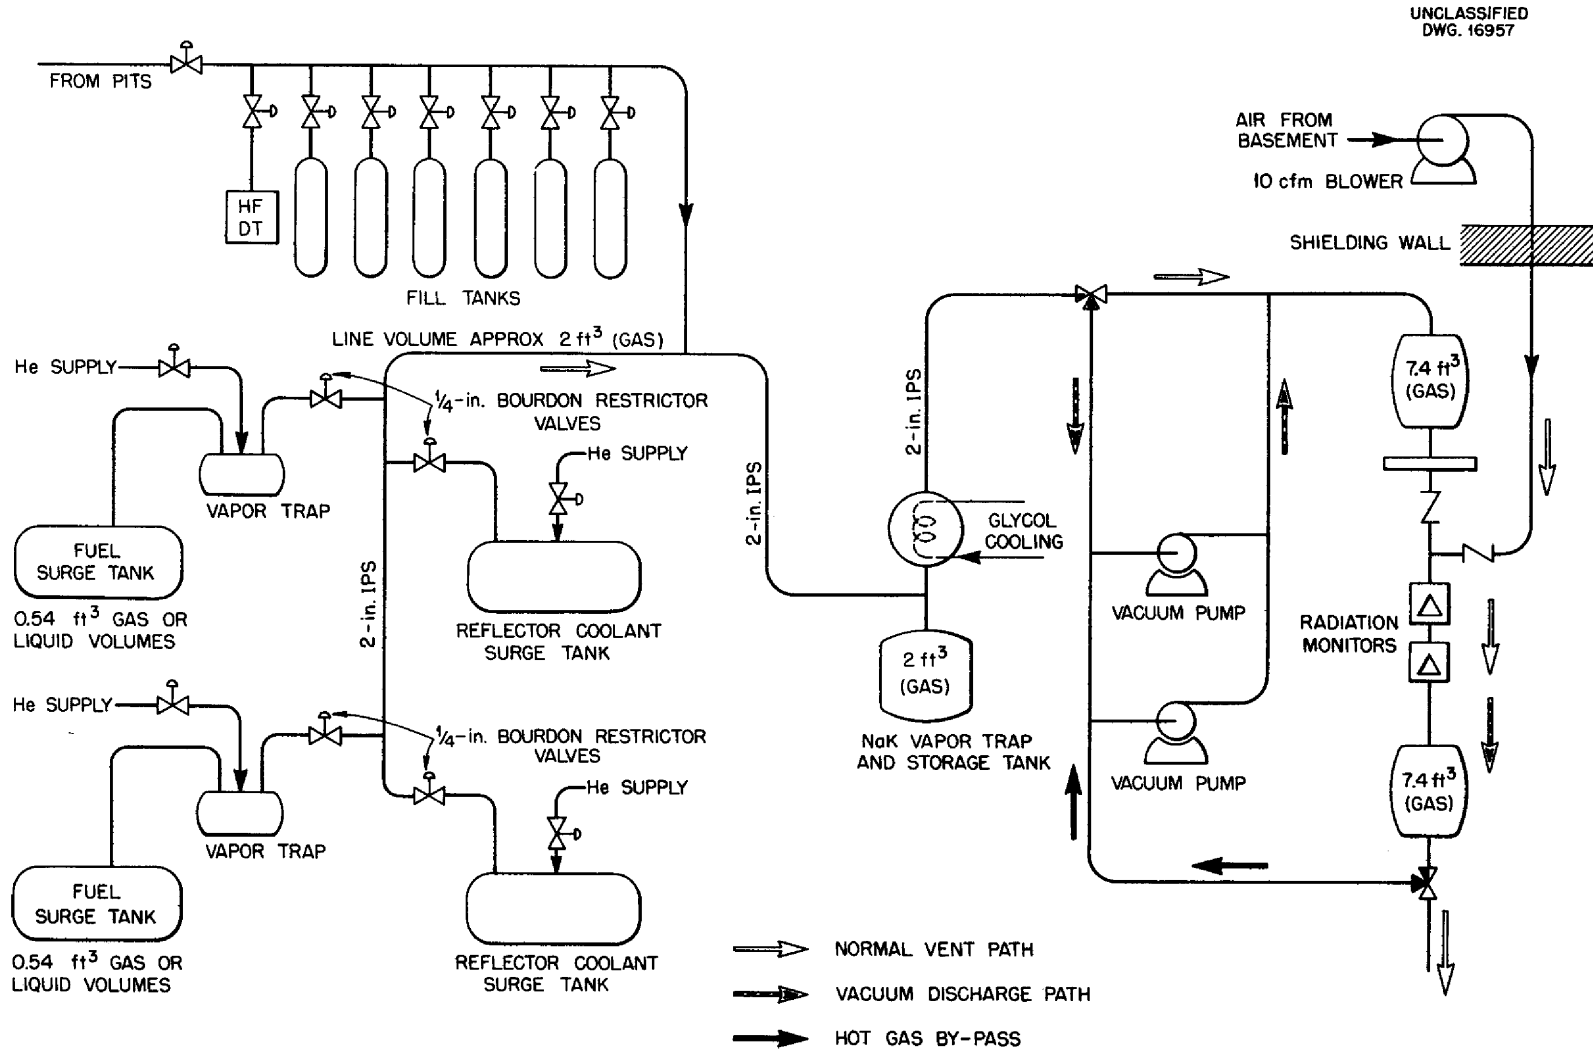 UNCLASSIFIED
DWG. 16957
FROM PITS
AIR FROM
BASEMENT
10 cfm BLOWER
HF
DT
SHIELDING WALL
FILL TANKS
LINE VOLUME APPROX 2 ft³ (GAS)
He SUPPLY
1/4-in. BOURDON RESTRICTOR
VALVES
He SUPPLY
2-in. IPS
2-in. IPS
7.4 ft³
(GAS)
VAPOR TRAP
FUEL
SURGE TANK
0.54 ft³ GAS OR
LIQUID VOLUMES
2-in. IPS
REFLECTOR COOLANT
SURGE TANK
GLYCOL
COOLING
VACUUM PUMP
RADIATION
MONITORS
2 ft³
(GAS)
NaK VAPOR TRAP
AND STORAGE TANK
VACUUM PUMP
7.4 ft³
(GAS)
He SUPPLY
1/4-in. BOURDON RESTRICTOR
VALVES
He SUPPLY
VAPOR TRAP
FUEL
SURGE TANK
0.54 ft³ GAS OR
LIQUID VOLUMES
REFLECTOR COOLANT
SURGE TANK
NORMAL VENT PATH
VACUUM DISCHARGE PATH
HOT GAS BY-PASS